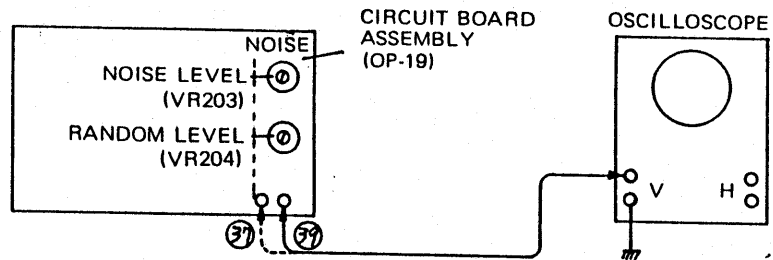 NOISE
CIRCUIT BOARD
ASSEMBLY
(OP-19)
OSCILLOSCOPE
NOISE LEVEL
(VR203)
RANDOM LEVEL
(VR204)
V
H
37
39